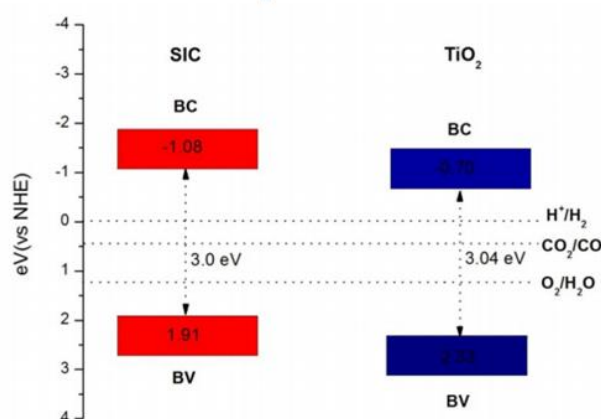 -4
SIC
TiO₂
-3
BC
-2
BC
-1.08
-1
eV(vs NHE)
0
H⁺/H₂
CO₂/CO
3.0 eV
3.04 eV
1
O₂/H₂O
2
1.91
3
BV
BV
4